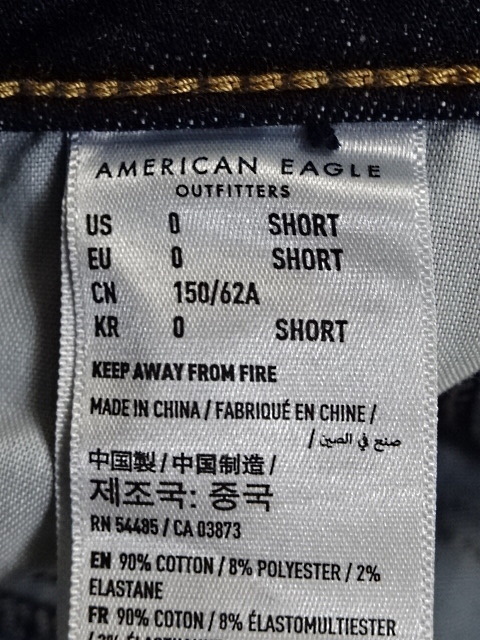 AMERICAN EAGLE
OUTFITTERS
US 0 SHORT
EU 0 SHORT
CN 150/62A
KR 0 SHORT
KEEP AWAY FROM FIRE
MADE IN CHINA / FABRIQUÉ EN CHINE /
صنع في الصين /
中国製 / 中国制造 /
제조국: 중국
RN 54485 / CA 03873
EN 90% COTTON / 8% POLYESTER / 2%
ELASTANE
FR 90% COTON / 8% ÉLASTOMULTIESTER